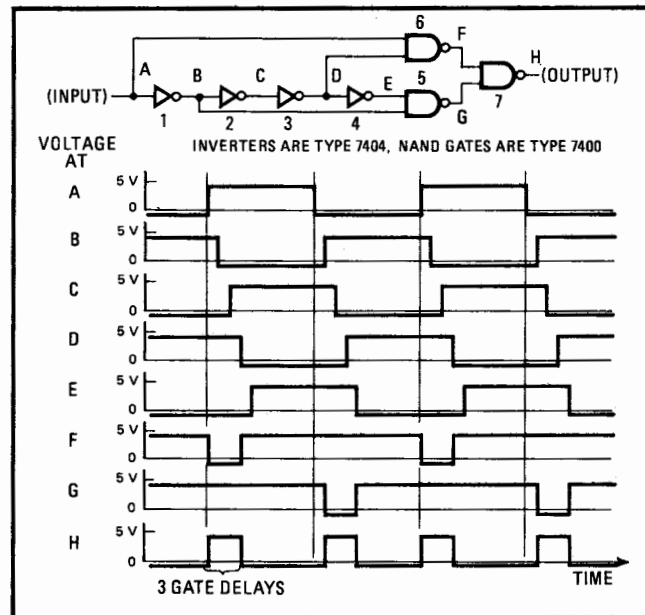 6 F
A B C D E 5 H
(INPUT) (OUTPUT)
1 2 3 4 G 7
VOLTAGE AT
INVERTERS ARE TYPE 7404, NAND GATES ARE TYPE 7400
A 5 V 0
B 5 V 0
C 5 V 0
D 5 V 0
E 5 V 0
F 5 V 0
G 5 V 0
H 5 V 0
TIME
3 GATE DELAYS